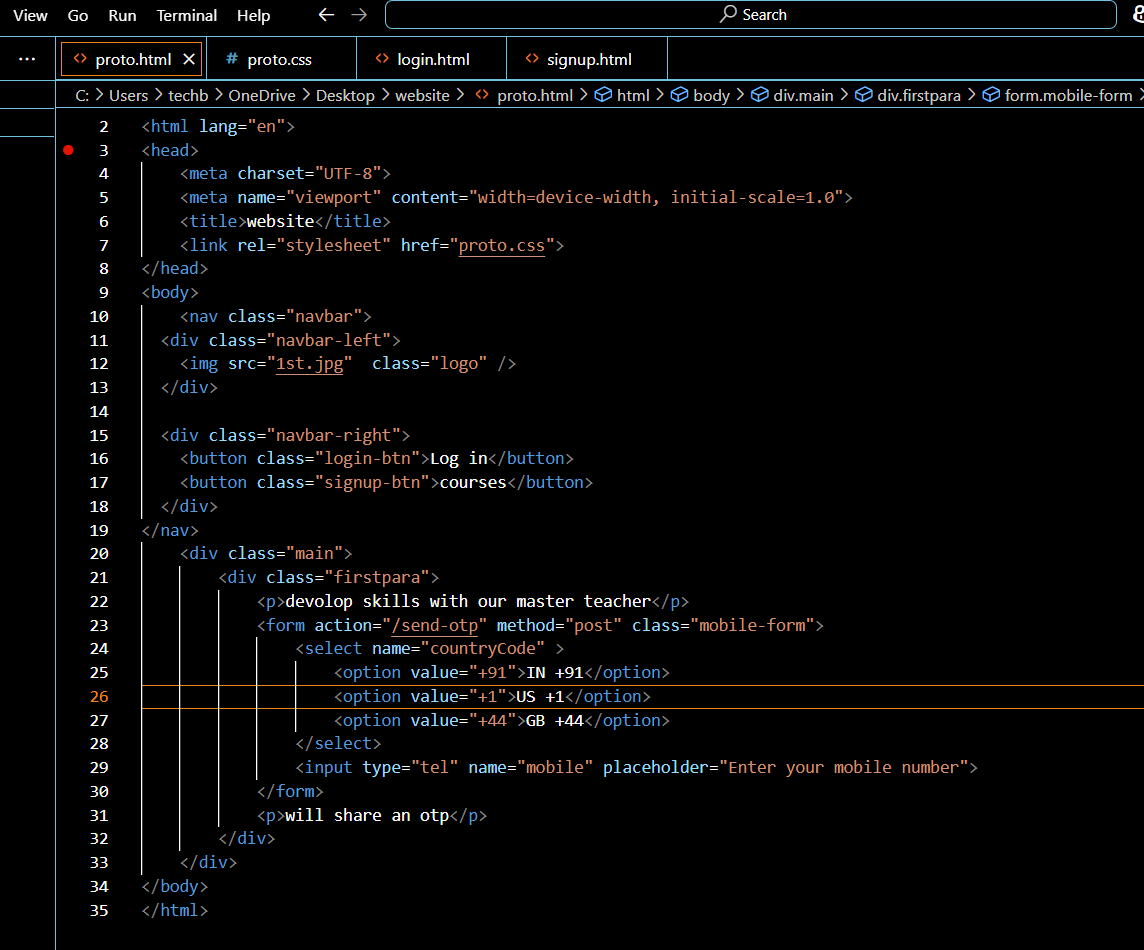 View Go Run Terminal Help ← → Search
··· <> proto.html × # proto.css <> login.html <> signup.html
C: > Users > techb > OneDrive > Desktop > website > <> proto.html > html > body > div.main > div.firstpara > form.mobile-form >
2 <html lang="en">
3 <head>
4 <meta charset="UTF-8">
5 <meta name="viewport" content="width=device-width, initial-scale=1.0">
6 <title>website</title>
7 <link rel="stylesheet" href="proto.css">
8 </head>
9 <body>
10 <nav class="navbar">
11 <div class="navbar-left">
12 <img src="1st.jpg"  class="logo" />
13 </div>
14
15 <div class="navbar-right">
16 <button class="login-btn">Log in</button>
17 <button class="signup-btn">courses</button>
18 </div>
19 </nav>
20 <div class="main">
21 <div class="firstpara">
22 <p>devolop skills with our master teacher</p>
23 <form action="/send-otp" method="post" class="mobile-form">
24 <select name="countryCode" >
25 <option value="+91">IN +91</option>
26 <option value="+1">US +1</option>
27 <option value="+44">GB +44</option>
28 </select>
29 <input type="tel" name="mobile" placeholder="Enter your mobile number">
30 </form>
31 <p>will share an otp</p>
32 </div>
33 </div>
34 </body>
35 </html>